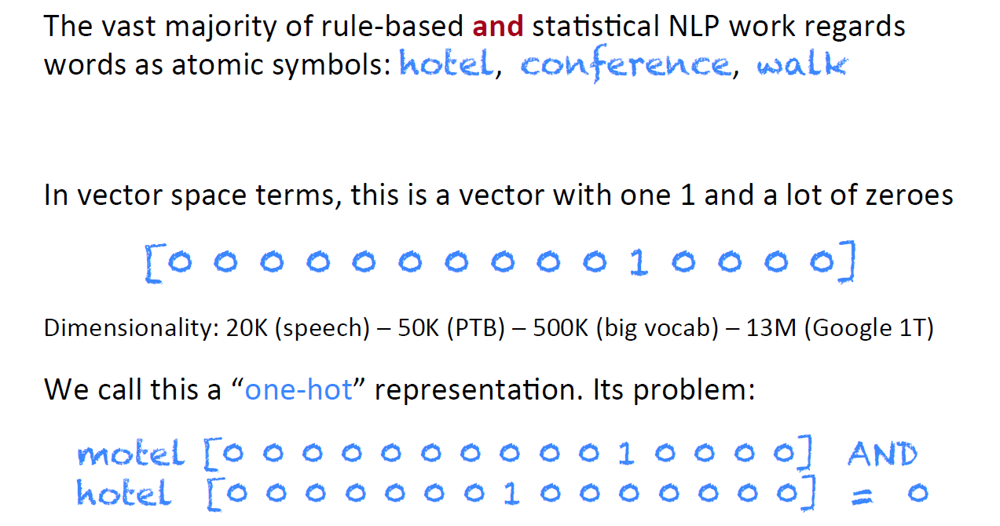 The vast majority of rule-based and statistical NLP work regards
words as atomic symbols: hotel, conference, walk
In vector space terms, this is a vector with one 1 and a lot of zeroes
[0 0 0 0 0 0 0 0 0 0 1 0 0 0 0]
Dimensionality: 20K (speech) – 50K (PTB) – 500K (big vocab) – 13M (Google 1T)
We call this a “one-hot” representation. Its problem:
motel [0 0 0 0 0 0 0 0 0 0 1 0 0 0 0] AND
hotel [0 0 0 0 0 0 0 1 0 0 0 0 0 0 0] = 0